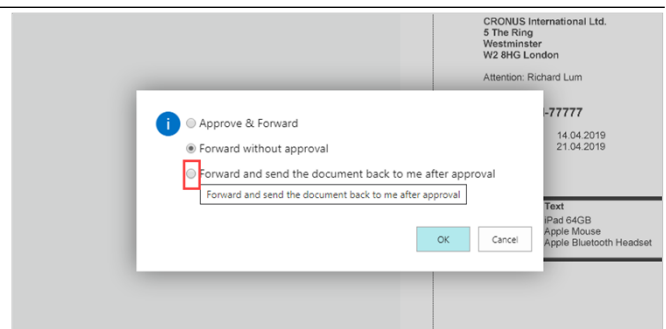 CRONUS International Ltd.
5 The Ring
Westminster
W2 8HG London
Attention: Richard Lum
-77777
14.04.2019
21.04.2019
i
Approve & Forward
Forward without approval
Forward and send the document back to me after approval
Forward and send the document back to me after approval
OK Cancel
Text
iPad 64GB
Apple Mouse
Apple Bluetooth Headset